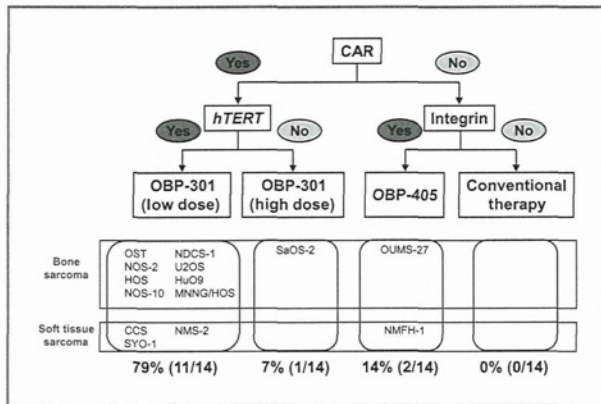 CAR
Yes
No
hTERT
Integrin
Yes
No
Yes
No
OBP-301
(low dose)
OBP-301
(high dose)
OBP-405
Conventional
therapy
Bone
sarcoma
OST NDCS-1
NOS-2 U2OS
HOS HuO9
NOS-10 MNNG/HOS
SaOS-2
OUMS-27
Soft tissue
sarcoma
CCS NMS-2
SYO-1
NMFH-1
79% (11/14)
7% (1/14)
14% (2/14)
0% (0/14)